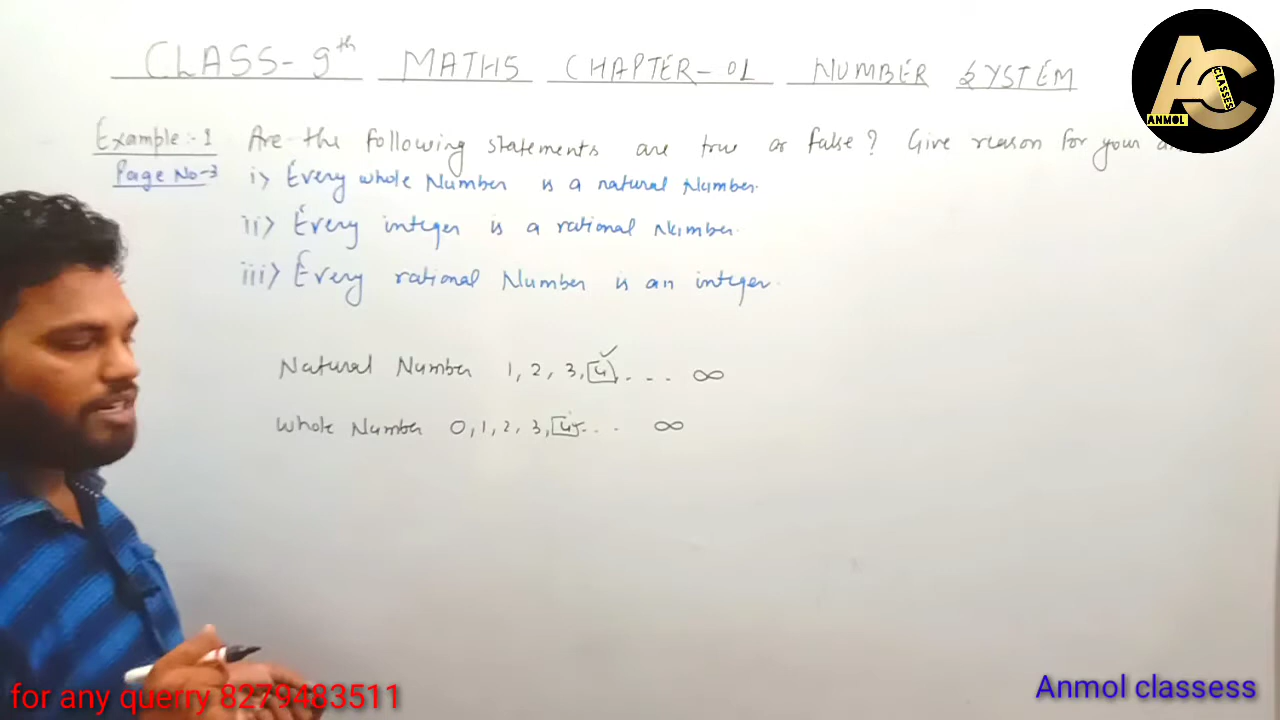 CLASS-9th MATHS CHAPTER-01 NUMBER SYSTEM
AC
CLASSES
ANMOL
Example :- 1 Are the following statements are true or false? Give reason for your
Page No-3 i) Every whole Number is a natural Number.
ii) Every integer is a rational Number.
iii) Every rational Number is an integer.
Natural Number 1, 2, 3, 4, . . . ∞
Whole Number 0, 1, 2, 3, 4, . . . ∞
for any querry 8279483511
Anmol classess